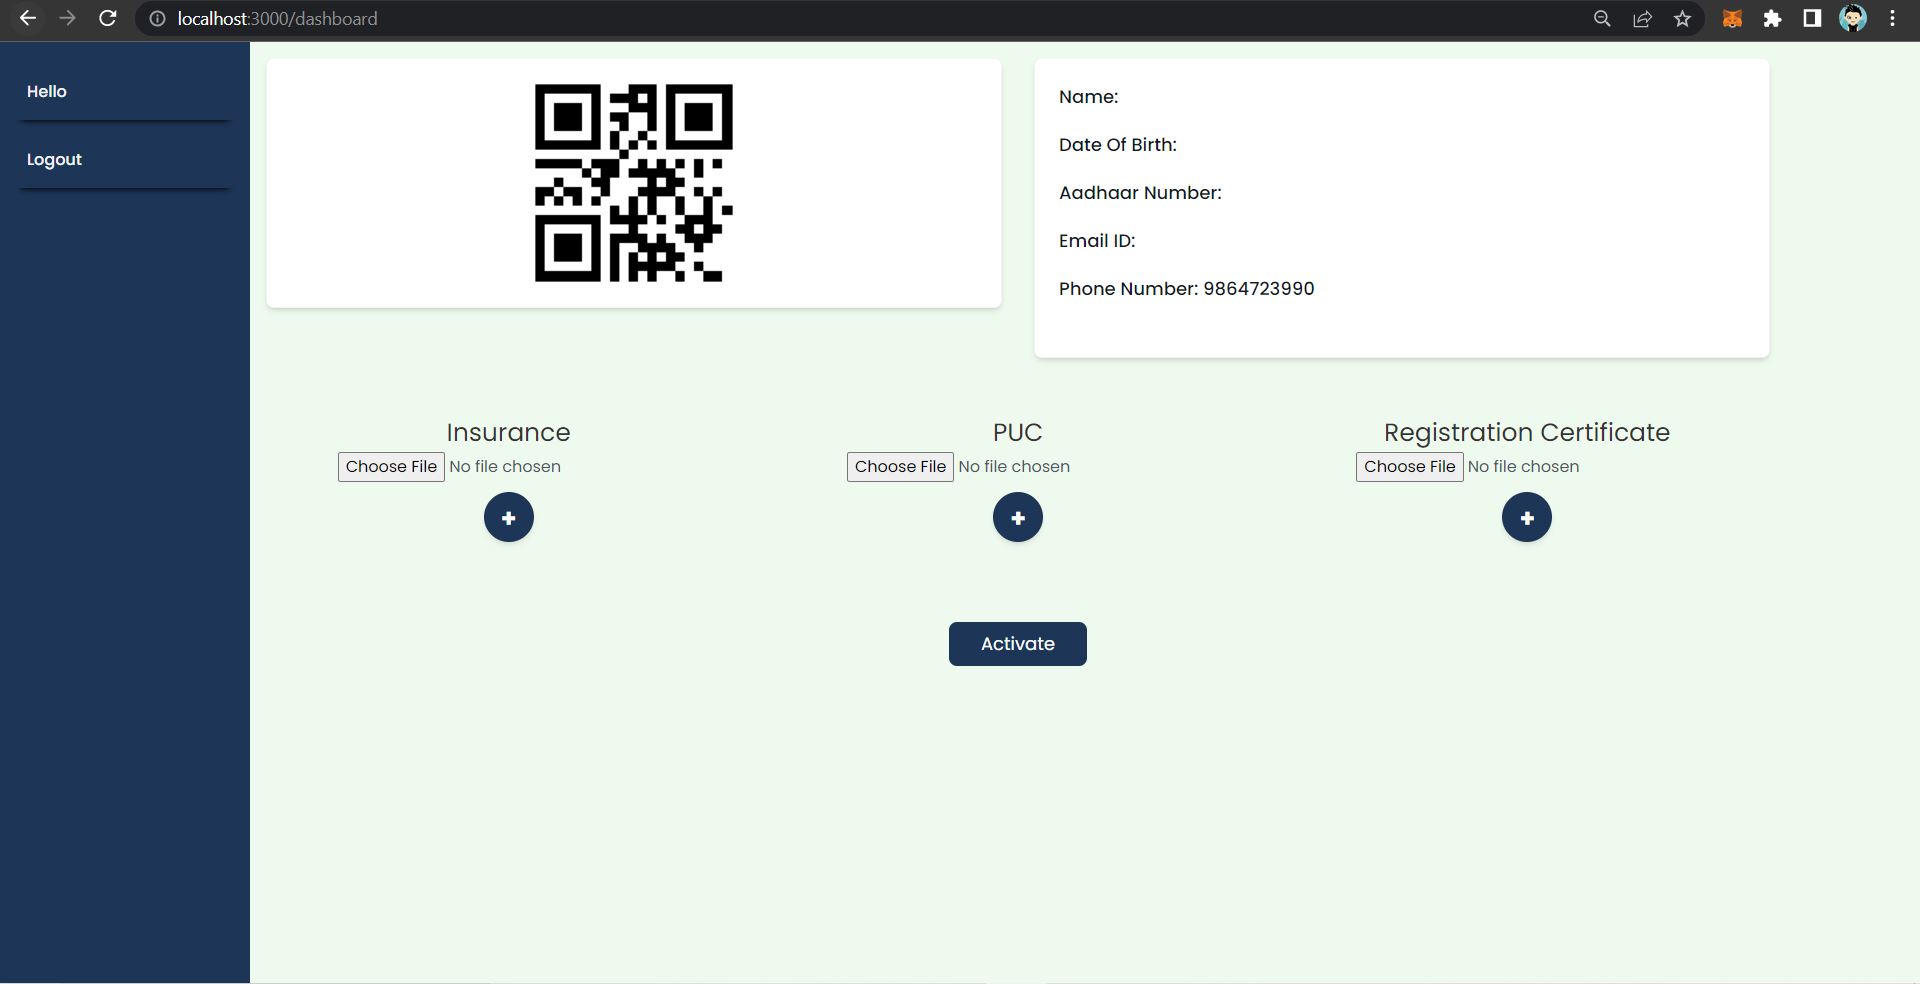 localhost:3000/dashboard
Hello
Logout
Name:
Date Of Birth:
Aadhaar Number:
Email ID:
Phone Number: 9864723990
Insurance
Choose File No file chosen
+
PUC
Choose File No file chosen
+
Registration Certificate
Choose File No file chosen
+
Activate